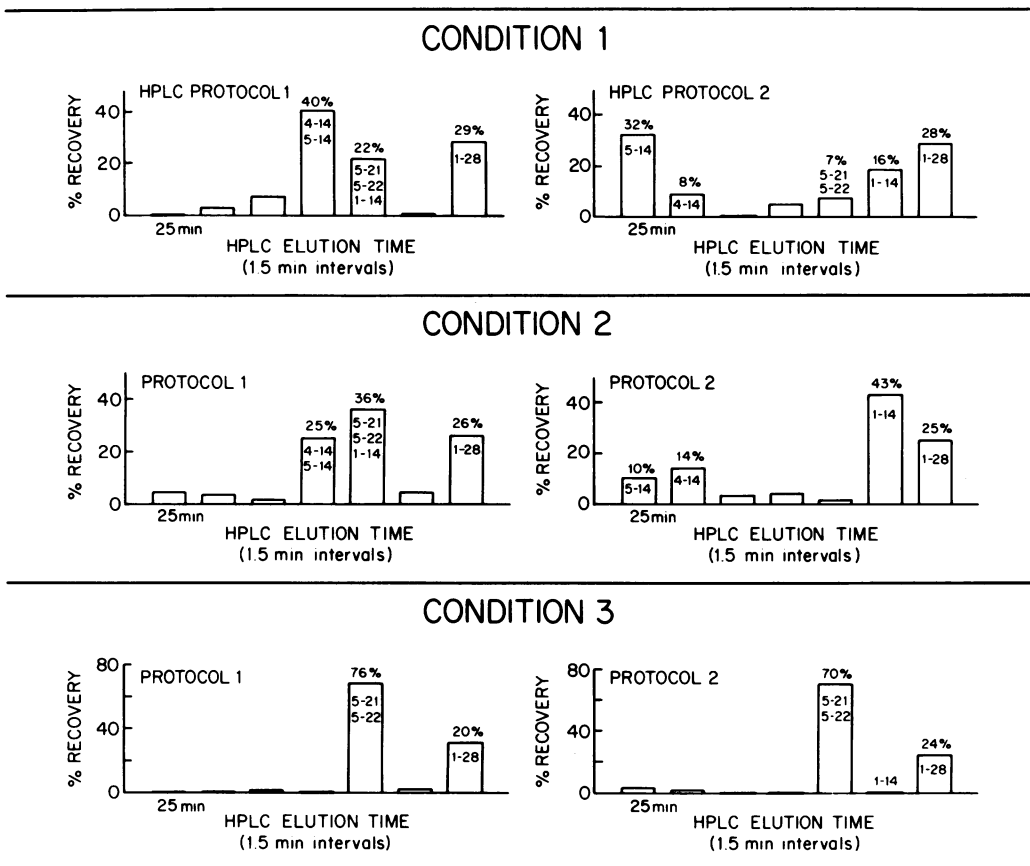 CONDITION 1
HPLC PROTOCOL 1
% RECOVERY
40
20
0
40%
4-14
5-14
22%
5-21
5-22
1-14
29%
1-28
25 min
HPLC ELUTION TIME
(1.5 min intervals)
HPLC PROTOCOL 2
% RECOVERY
40
20
0
32%
5-14
8%
4-14
7%
5-21
5-22
16%
1-14
28%
1-28
25 min
HPLC ELUTION TIME
(1.5 min intervals)
CONDITION 2
PROTOCOL 1
% RECOVERY
40
20
0
25%
4-14
5-14
36%
5-21
5-22
1-14
26%
1-28
25min
HPLC ELUTION TIME
(1.5 min intervals)
PROTOCOL 2
% RECOVERY
40
20
0
10%
5-14
14%
4-14
43%
1-14
25%
1-28
25min
HPLC ELUTION TIME
(1.5 min intervals)
CONDITION 3
PROTOCOL 1
% RECOVERY
80
40
0
76%
5-21
5-22
20%
1-28
25 min
HPLC ELUTION TIME
(1.5 min intervals)
PROTOCOL 2
% RECOVERY
80
40
0
70%
5-21
5-22
1-14
24%
1-28
25min
HPLC ELUTION TIME
(1.5 min intervals)